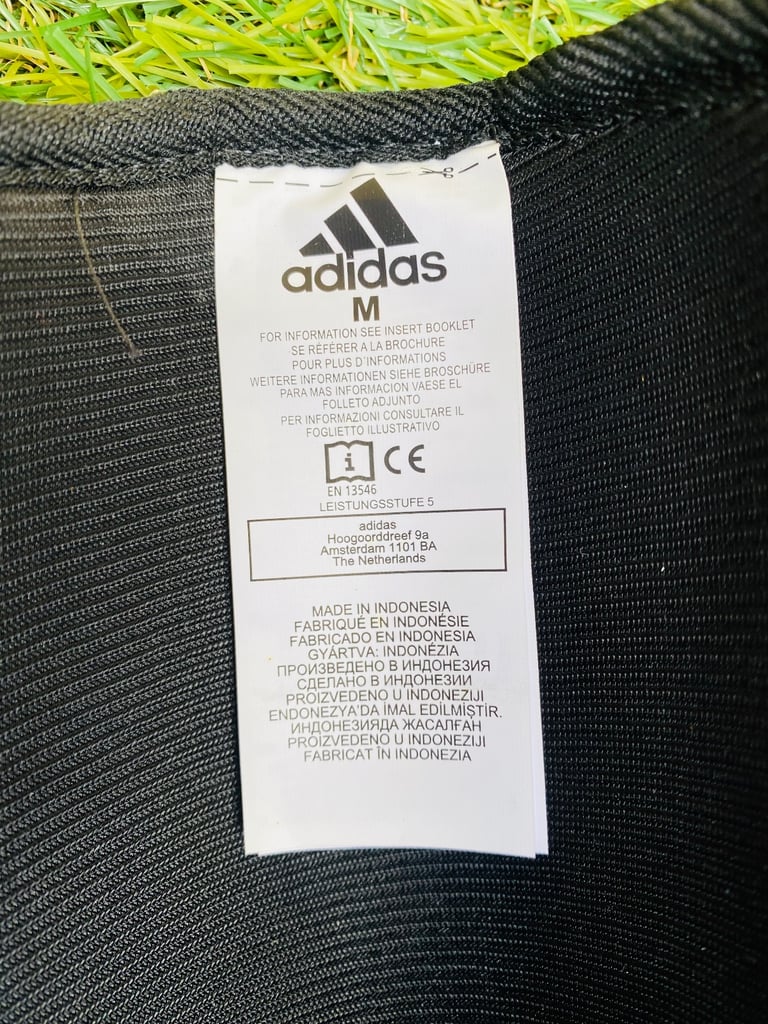 adidas
M
FOR INFORMATION SEE INSERT BOOKLET
SE RÉFÉRER A LA BROCHURE
POUR PLUS D'INFORMATIONS
WEITERE INFORMATIONEN SIEHE BROSCHÜRE
PARA MAS INFORMACION VAESE EL
FOLLETO ADJUNTO
PER INFORMAZIONI CONSULTARE IL
FOGLIETTO ILLUSTRATIVO
i CE
EN 13546
LEISTUNGSSTUFE 5
adidas
Hoogoorddreef 9a
Amsterdam 1101 BA
The Netherlands
MADE IN INDONESIA
FABRIQUÉ EN INDONÉSIE
FABRICADO EN INDONESIA
GYÁRTVA: INDONÉZIA
ПРОИЗВЕДЕНО В ИНДОНЕЗИЯ
СДЕЛАНО В ИНДОНЕЗИИ
PROIZVEDENO U INDONEZIJI
ENDONEZYA'DA İMAL EDİLMİŞTİR.
ИНДОНЕЗИЯДА ЖАСАЛҒАН
PROIZVEDENO U INDONEZIJI
FABRICAT ÎN INDONEZIA